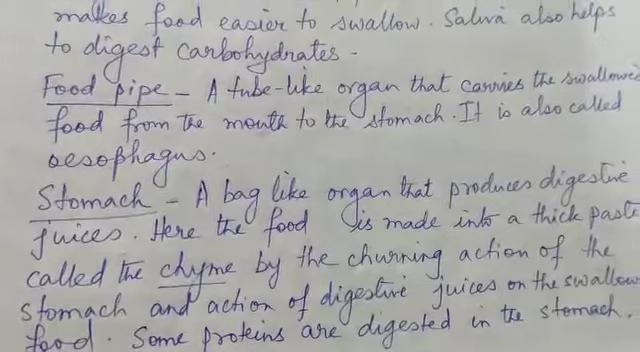 makes food easier to swallow. Saliva also helps
to digest carbohydrates -
Food pipe - A tube-like organ that carries the swallowed
food from the mouth to the stomach. It is also called
oesophagus.
Stomach - A bag like organ that produces digestive
juices. Here the food is made into a thick paste
called the chyme by the churning action of the
stomach and action of digestive juices on the swallow
food. Some proteins are digested in the stomach.